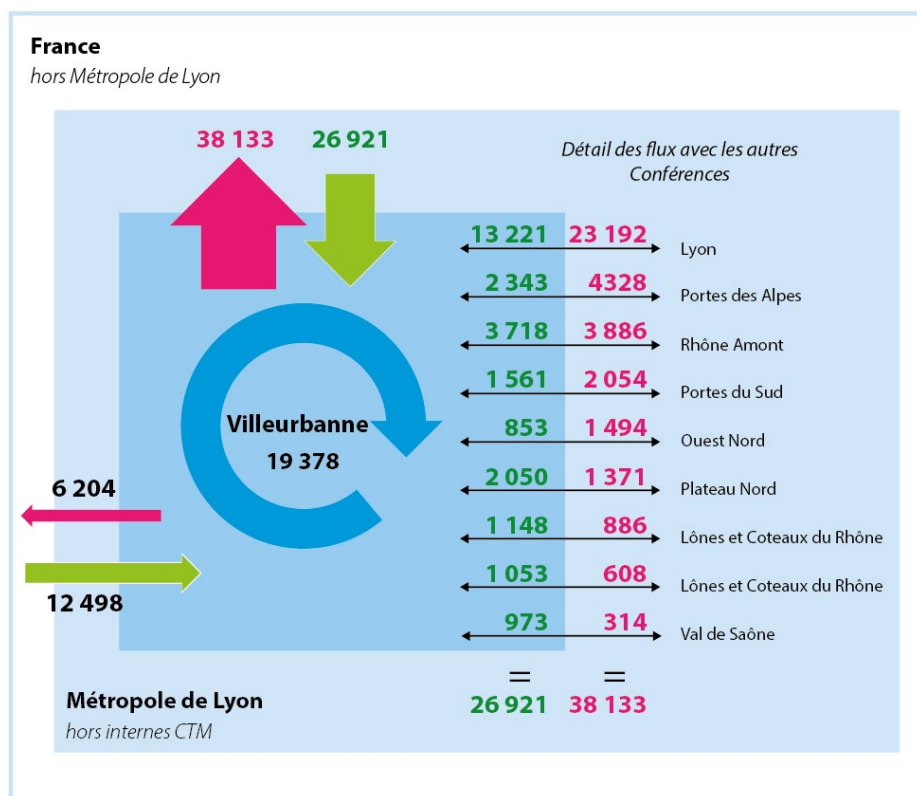 France
hors Métropole de Lyon
38 133 26 921
Détail des flux avec les autres
Conférences
13 221 23 192 Lyon
2 343 4328 Portes des Alpes
3 718 3 886 Rhône Amont
1 561 2 054 Portes du Sud
853 1 494 Ouest Nord
2 050 1 371 Plateau Nord
1 148 886 Lônes et Coteaux du Rhône
1 053 608 Lônes et Coteaux du Rhône
973 314 Val de Saône
= =
26 921 38 133
Villeurbanne
19 378
6 204
12 498
Métropole de Lyon
hors internes CTM